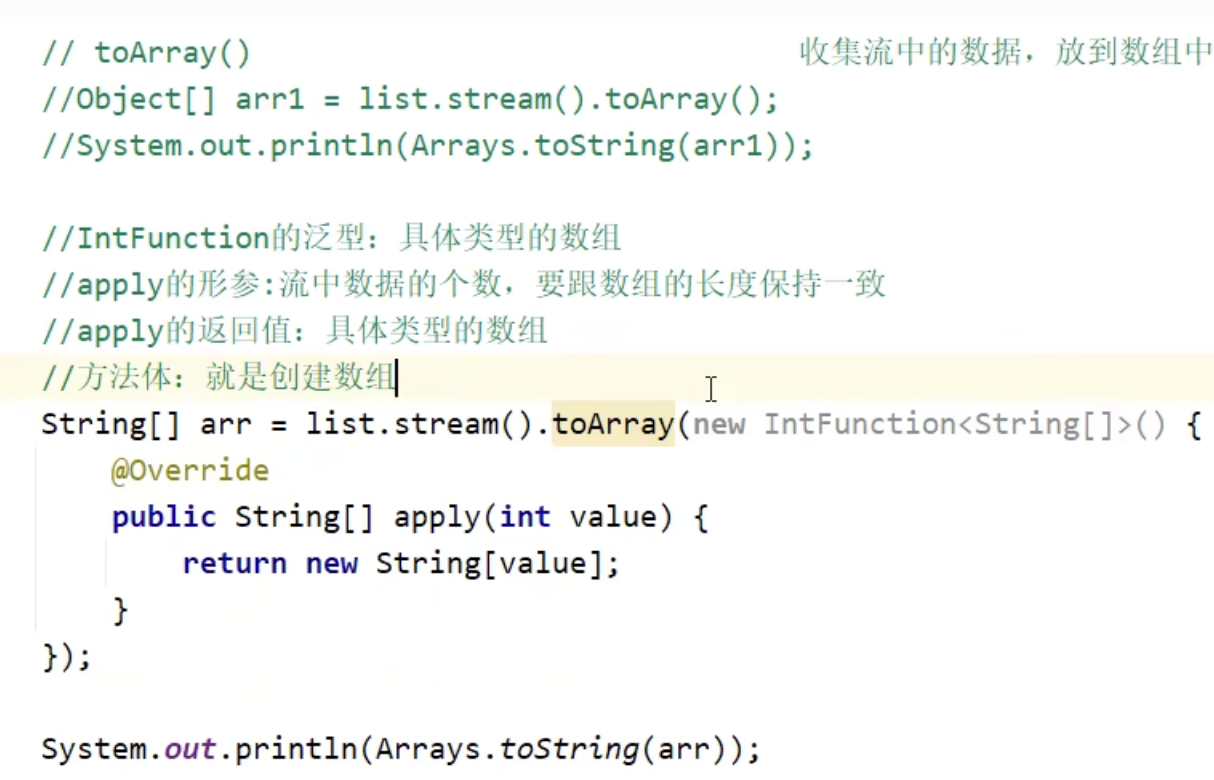 // toArray()                                    收集流中的数据，放到数组中
//Object[] arr1 = list.stream().toArray();
//System.out.println(Arrays.toString(arr1));
//IntFunction的泛型：具体类型的数组
//apply的形参:流中数据的个数，要跟数组的长度保持一致
//apply的返回值：具体类型的数组
//方法体：就是创建数组
String[] arr = list.stream().toArray(new IntFunction<String[]>() {
    @Override
    public String[] apply(int value) {
        return new String[value];
    }
});
System.out.println(Arrays.toString(arr));